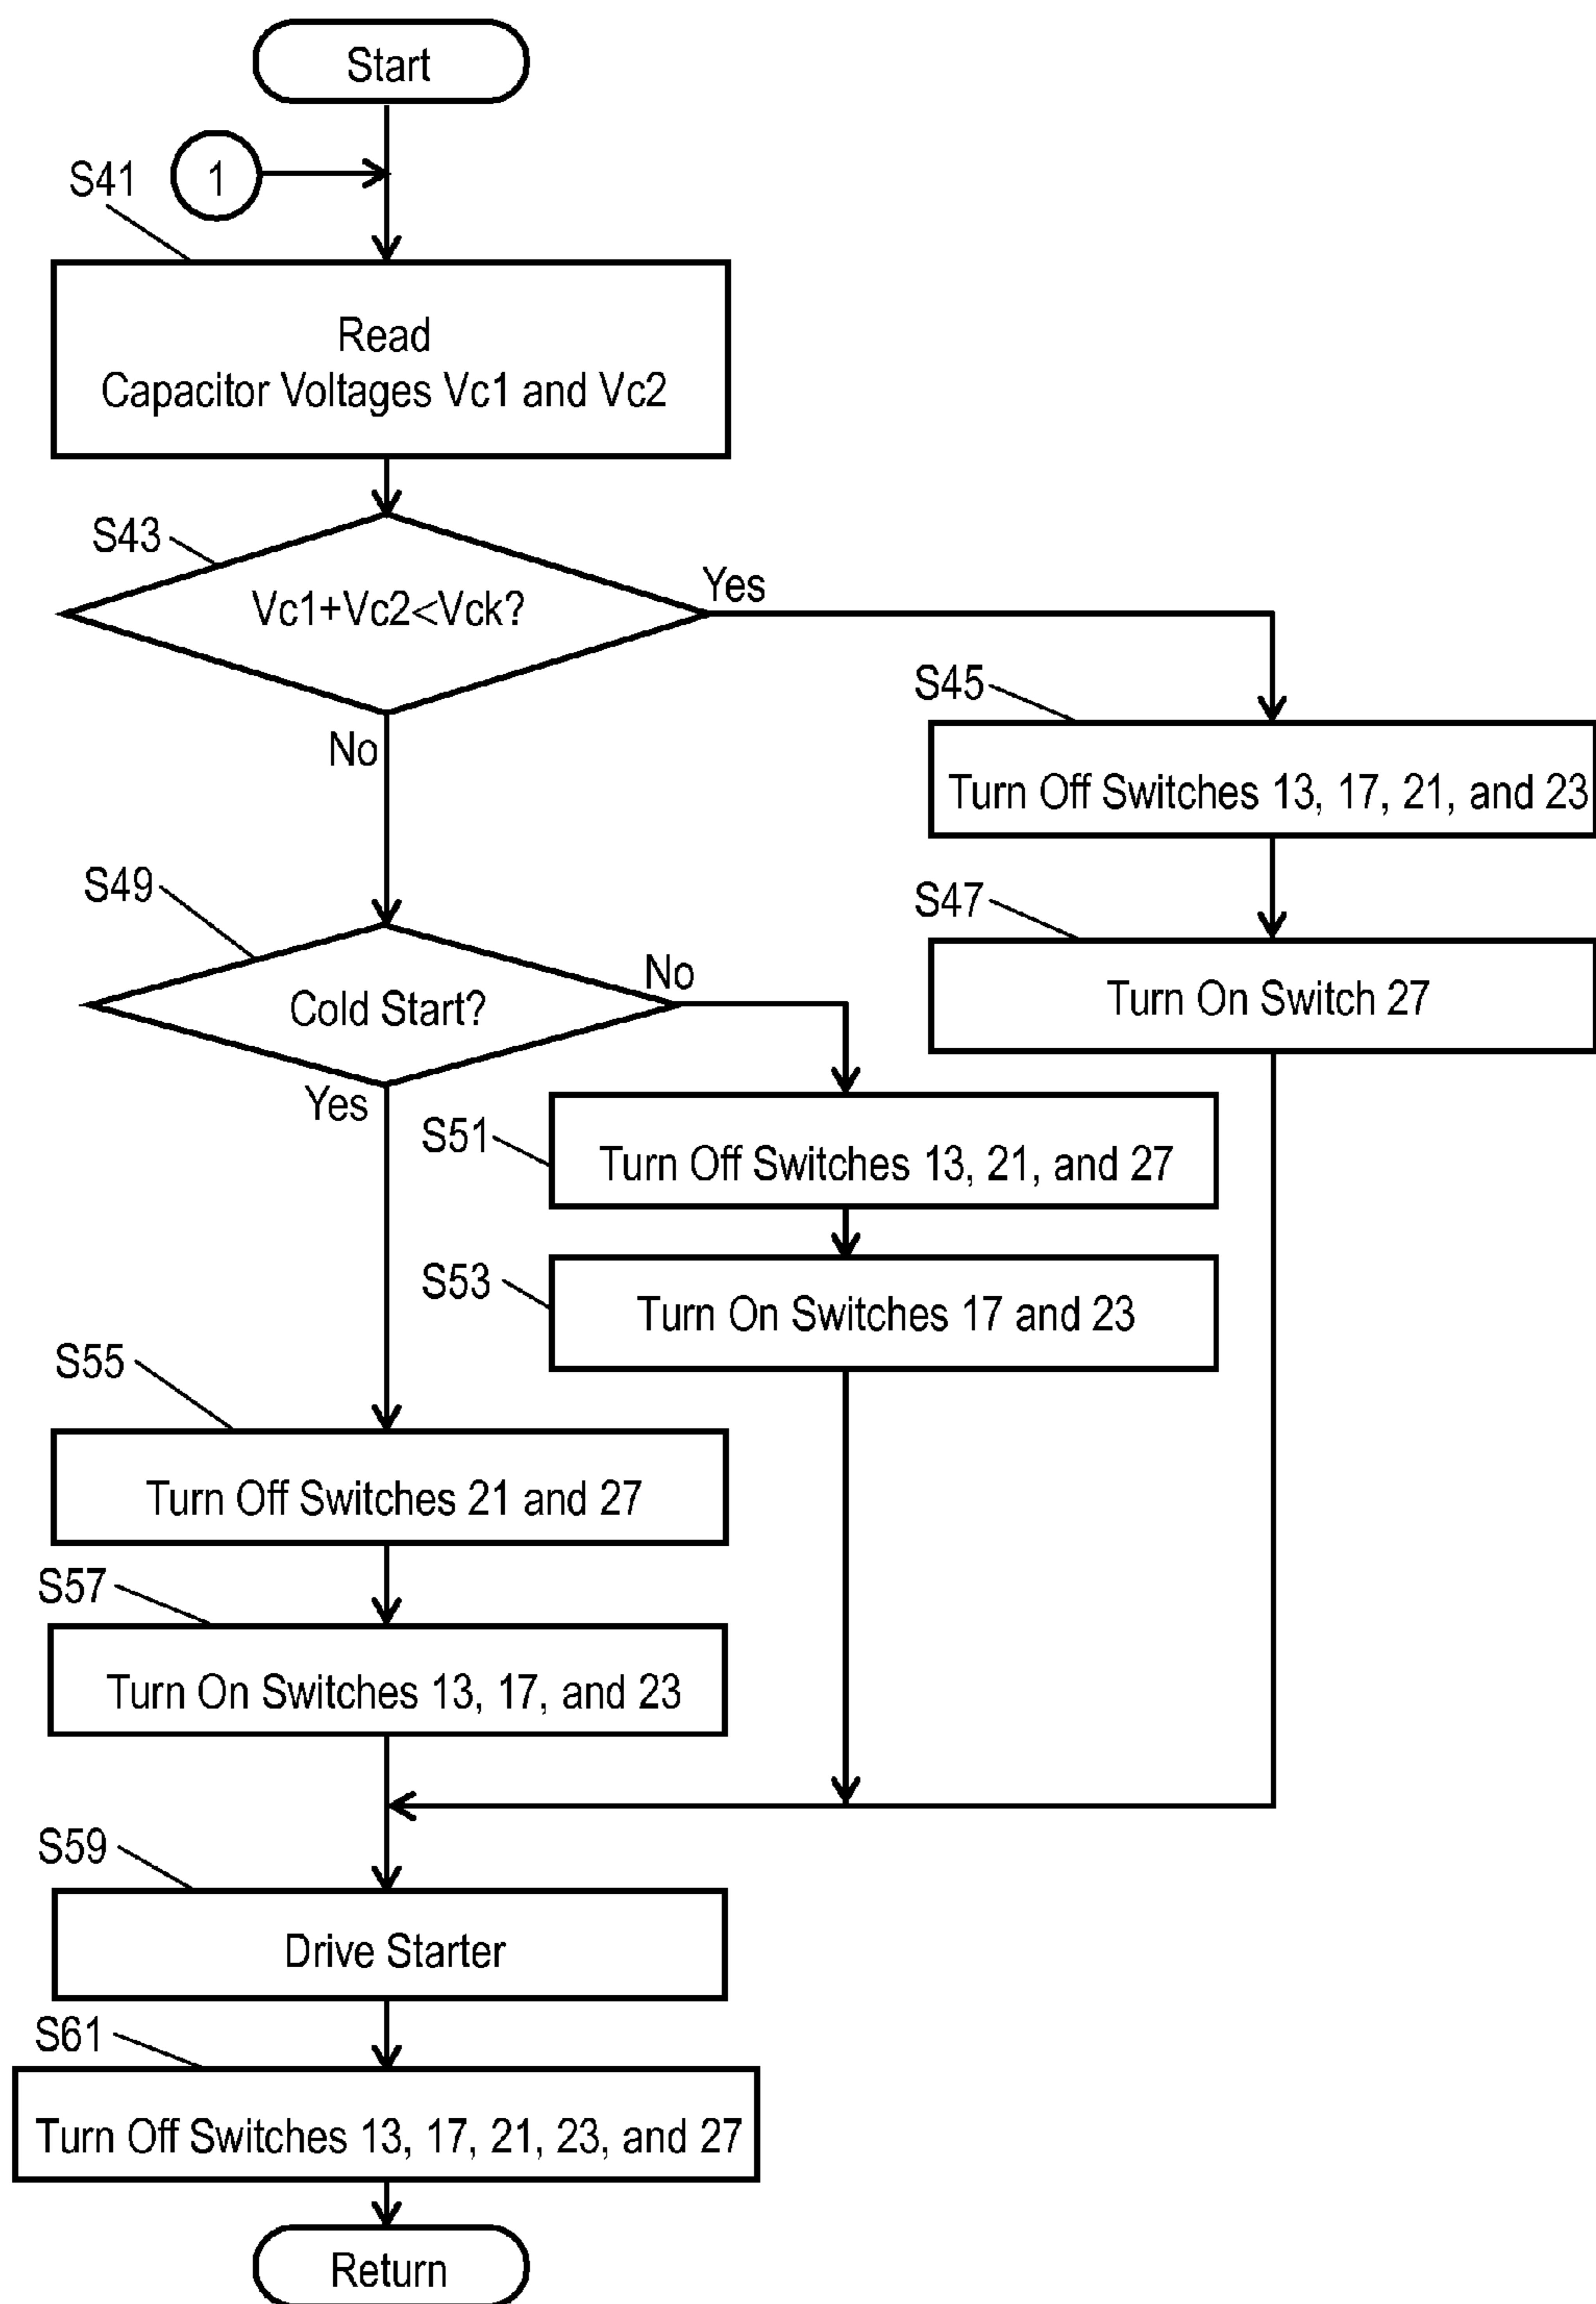 Start
1
S41
Read
Capacitor Voltages Vc1 and Vc2
S43
Vc1+Vc2<Vck?
Yes
No
S45
Turn Off Switches 13, 17, 21, and 23
S47
Turn On Switch 27
S49
Cold Start?
No
Yes
S51
Turn Off Switches 13, 21, and 27
S53
Turn On Switches 17 and 23
S55
Turn Off Switches 21 and 27
S57
Turn On Switches 13, 17, and 23
S59
Drive Starter
S61
Turn Off Switches 13, 17, 21, 23, and 27
Return